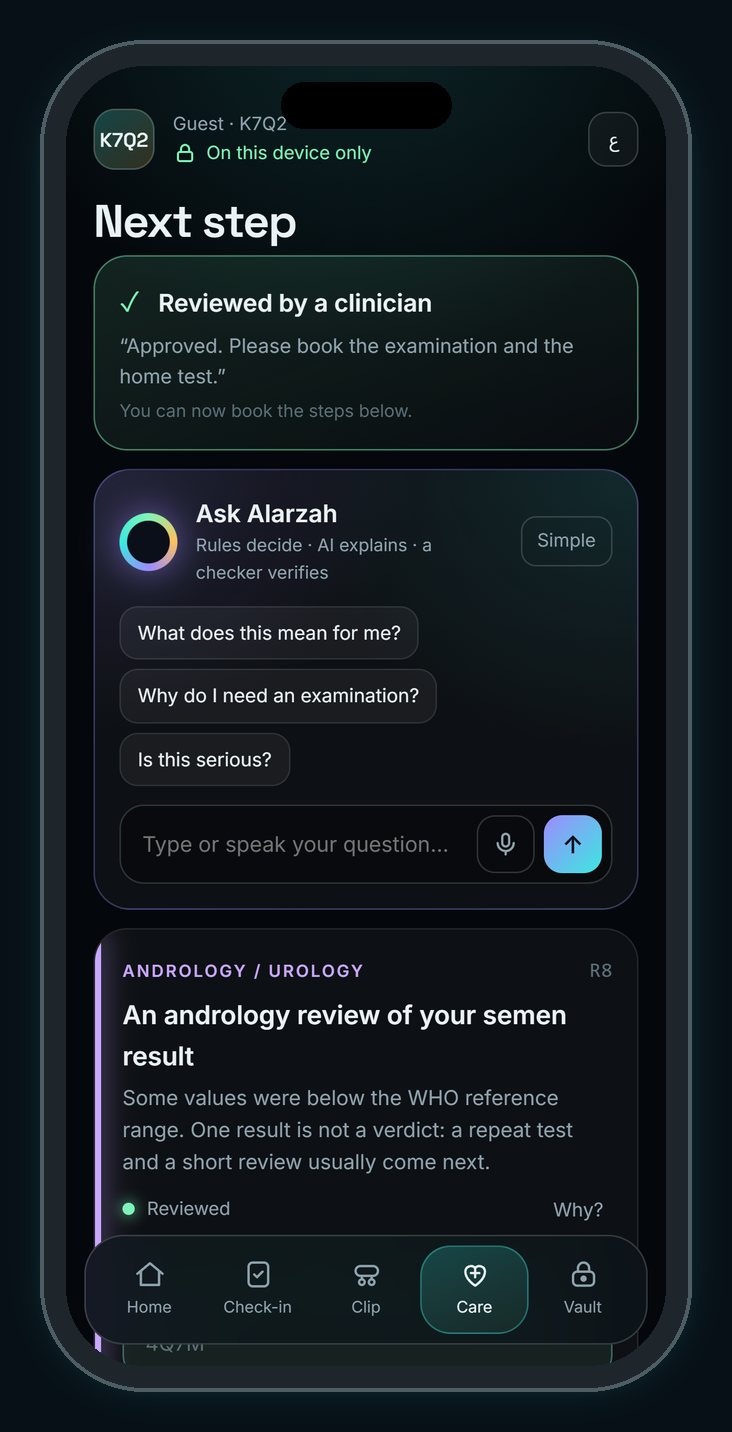 K7Q2
Guest · K7Q2
On this device only
ع
Next step
✓ Reviewed by a clinician
“Approved. Please book the examination and the
home test.”
You can now book the steps below.
Ask Alarzah
Rules decide · AI explains · a
checker verifies
Simple
What does this mean for me?
Why do I need an examination?
Is this serious?
Type or speak your question...
ANDROLOGY / UROLOGY
R8
An andrology review of your semen
result
Some values were below the WHO reference
range. One result is not a verdict: a repeat test
and a short review usually come next.
Reviewed
Why?
Home
Check-in
Clip
Care
Vault
4Q7M